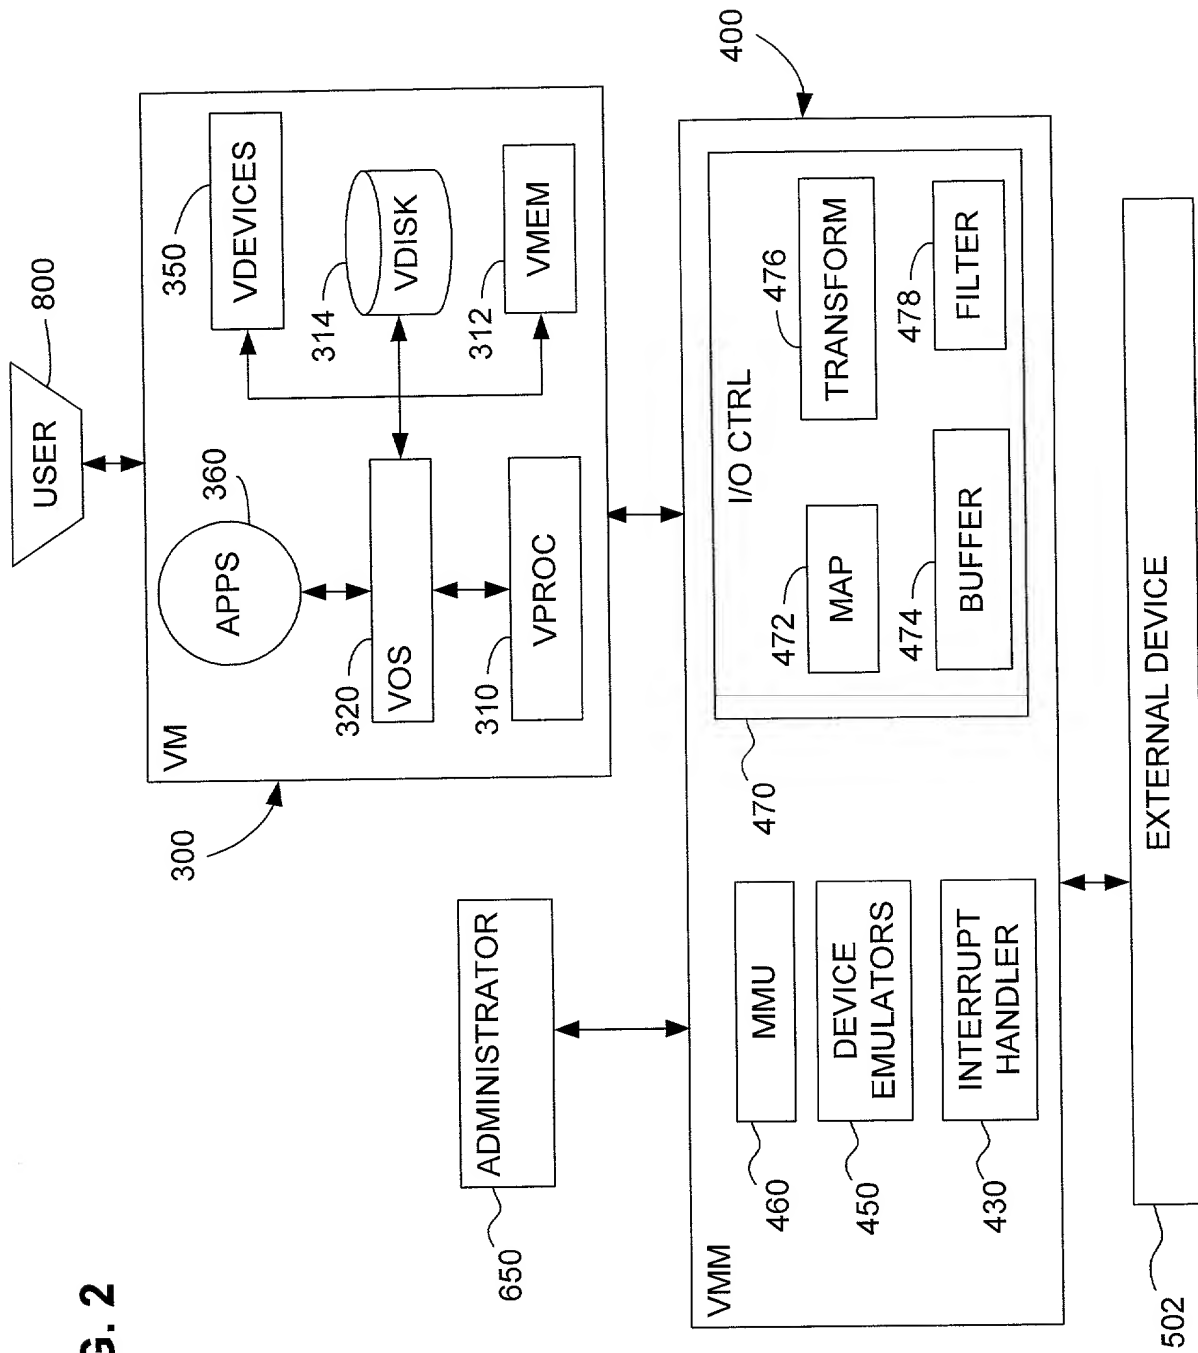 USER
800
VM
300
APPS
360
VDEVICES
350
VOS
320
VDISK
314
VPROC
310
VMEM
312
ADMINISTRATOR
650
VMM
400
MMU
460
DEVICE
EMULATORS
450
INTERRUPT
HANDLER
430
I/O CTRL
470
MAP
472
TRANSFORM
476
BUFFER
474
FILTER
478
EXTERNAL DEVICE
502
G. 2